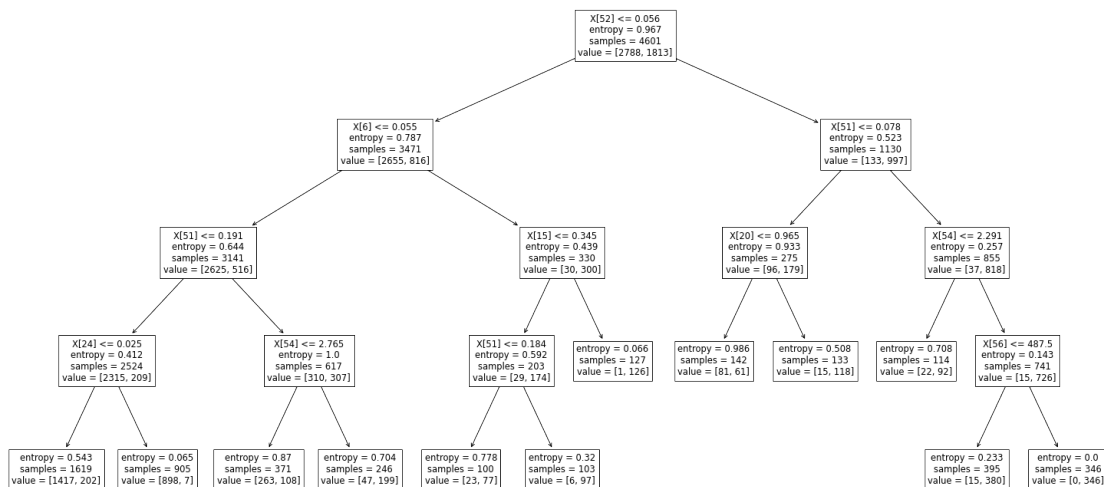 X[52] <= 0.056
entropy = 0.967
samples = 4601
value = [2788, 1813]
X[6] <= 0.055
entropy = 0.787
samples = 3471
value = [2655, 816]
X[51] <= 0.078
entropy = 0.523
samples = 1130
value = [133, 997]
X[51] <= 0.191
entropy = 0.644
samples = 3141
value = [2625, 516]
X[15] <= 0.345
entropy = 0.439
samples = 330
value = [30, 300]
X[20] <= 0.965
entropy = 0.933
samples = 275
value = [96, 179]
X[54] <= 2.291
entropy = 0.257
samples = 855
value = [37, 818]
X[24] <= 0.025
entropy = 0.412
samples = 2524
value = [2315, 209]
X[54] <= 2.765
entropy = 1.0
samples = 617
value = [310, 307]
X[51] <= 0.184
entropy = 0.592
samples = 203
value = [29, 174]
entropy = 0.066
samples = 127
value = [1, 126]
entropy = 0.986
samples = 142
value = [81, 61]
entropy = 0.508
samples = 133
value = [15, 118]
entropy = 0.708
samples = 114
value = [22, 92]
X[56] <= 487.5
entropy = 0.143
samples = 741
value = [15, 726]
entropy = 0.543
samples = 1619
value = [1417, 202]
entropy = 0.065
samples = 905
value = [898, 7]
entropy = 0.87
samples = 371
value = [263, 108]
entropy = 0.704
samples = 246
value = [47, 199]
entropy = 0.778
samples = 100
value = [23, 77]
entropy = 0.32
samples = 103
value = [6, 97]
entropy = 0.233
samples = 395
value = [15, 380]
entropy = 0.0
samples = 346
value = [0, 346]